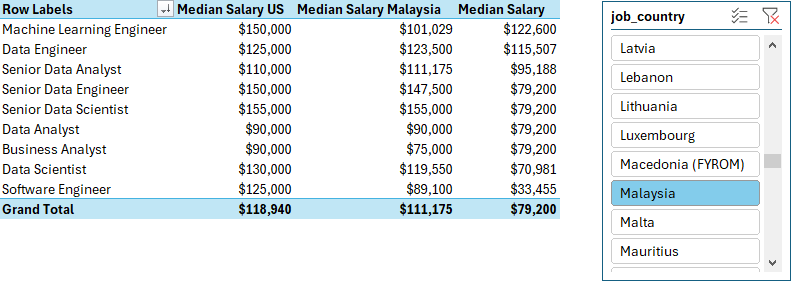 Row Labels Median Salary US Median Salary Malaysia Median Salary
Machine Learning Engineer $150,000 $101,029 $122,600
Data Engineer $125,000 $123,500 $115,507
Senior Data Analyst $110,000 $111,175 $95,188
Senior Data Engineer $150,000 $147,500 $79,200
Senior Data Scientist $155,000 $155,000 $79,200
Data Analyst $90,000 $90,000 $79,200
Business Analyst $90,000 $75,000 $79,200
Data Scientist $130,000 $119,550 $70,981
Software Engineer $125,000 $89,100 $33,455
Grand Total $118,940 $111,175 $79,200
job_country
Latvia
Lebanon
Lithuania
Luxembourg
Macedonia (FYROM)
Malaysia
Malta
Mauritius